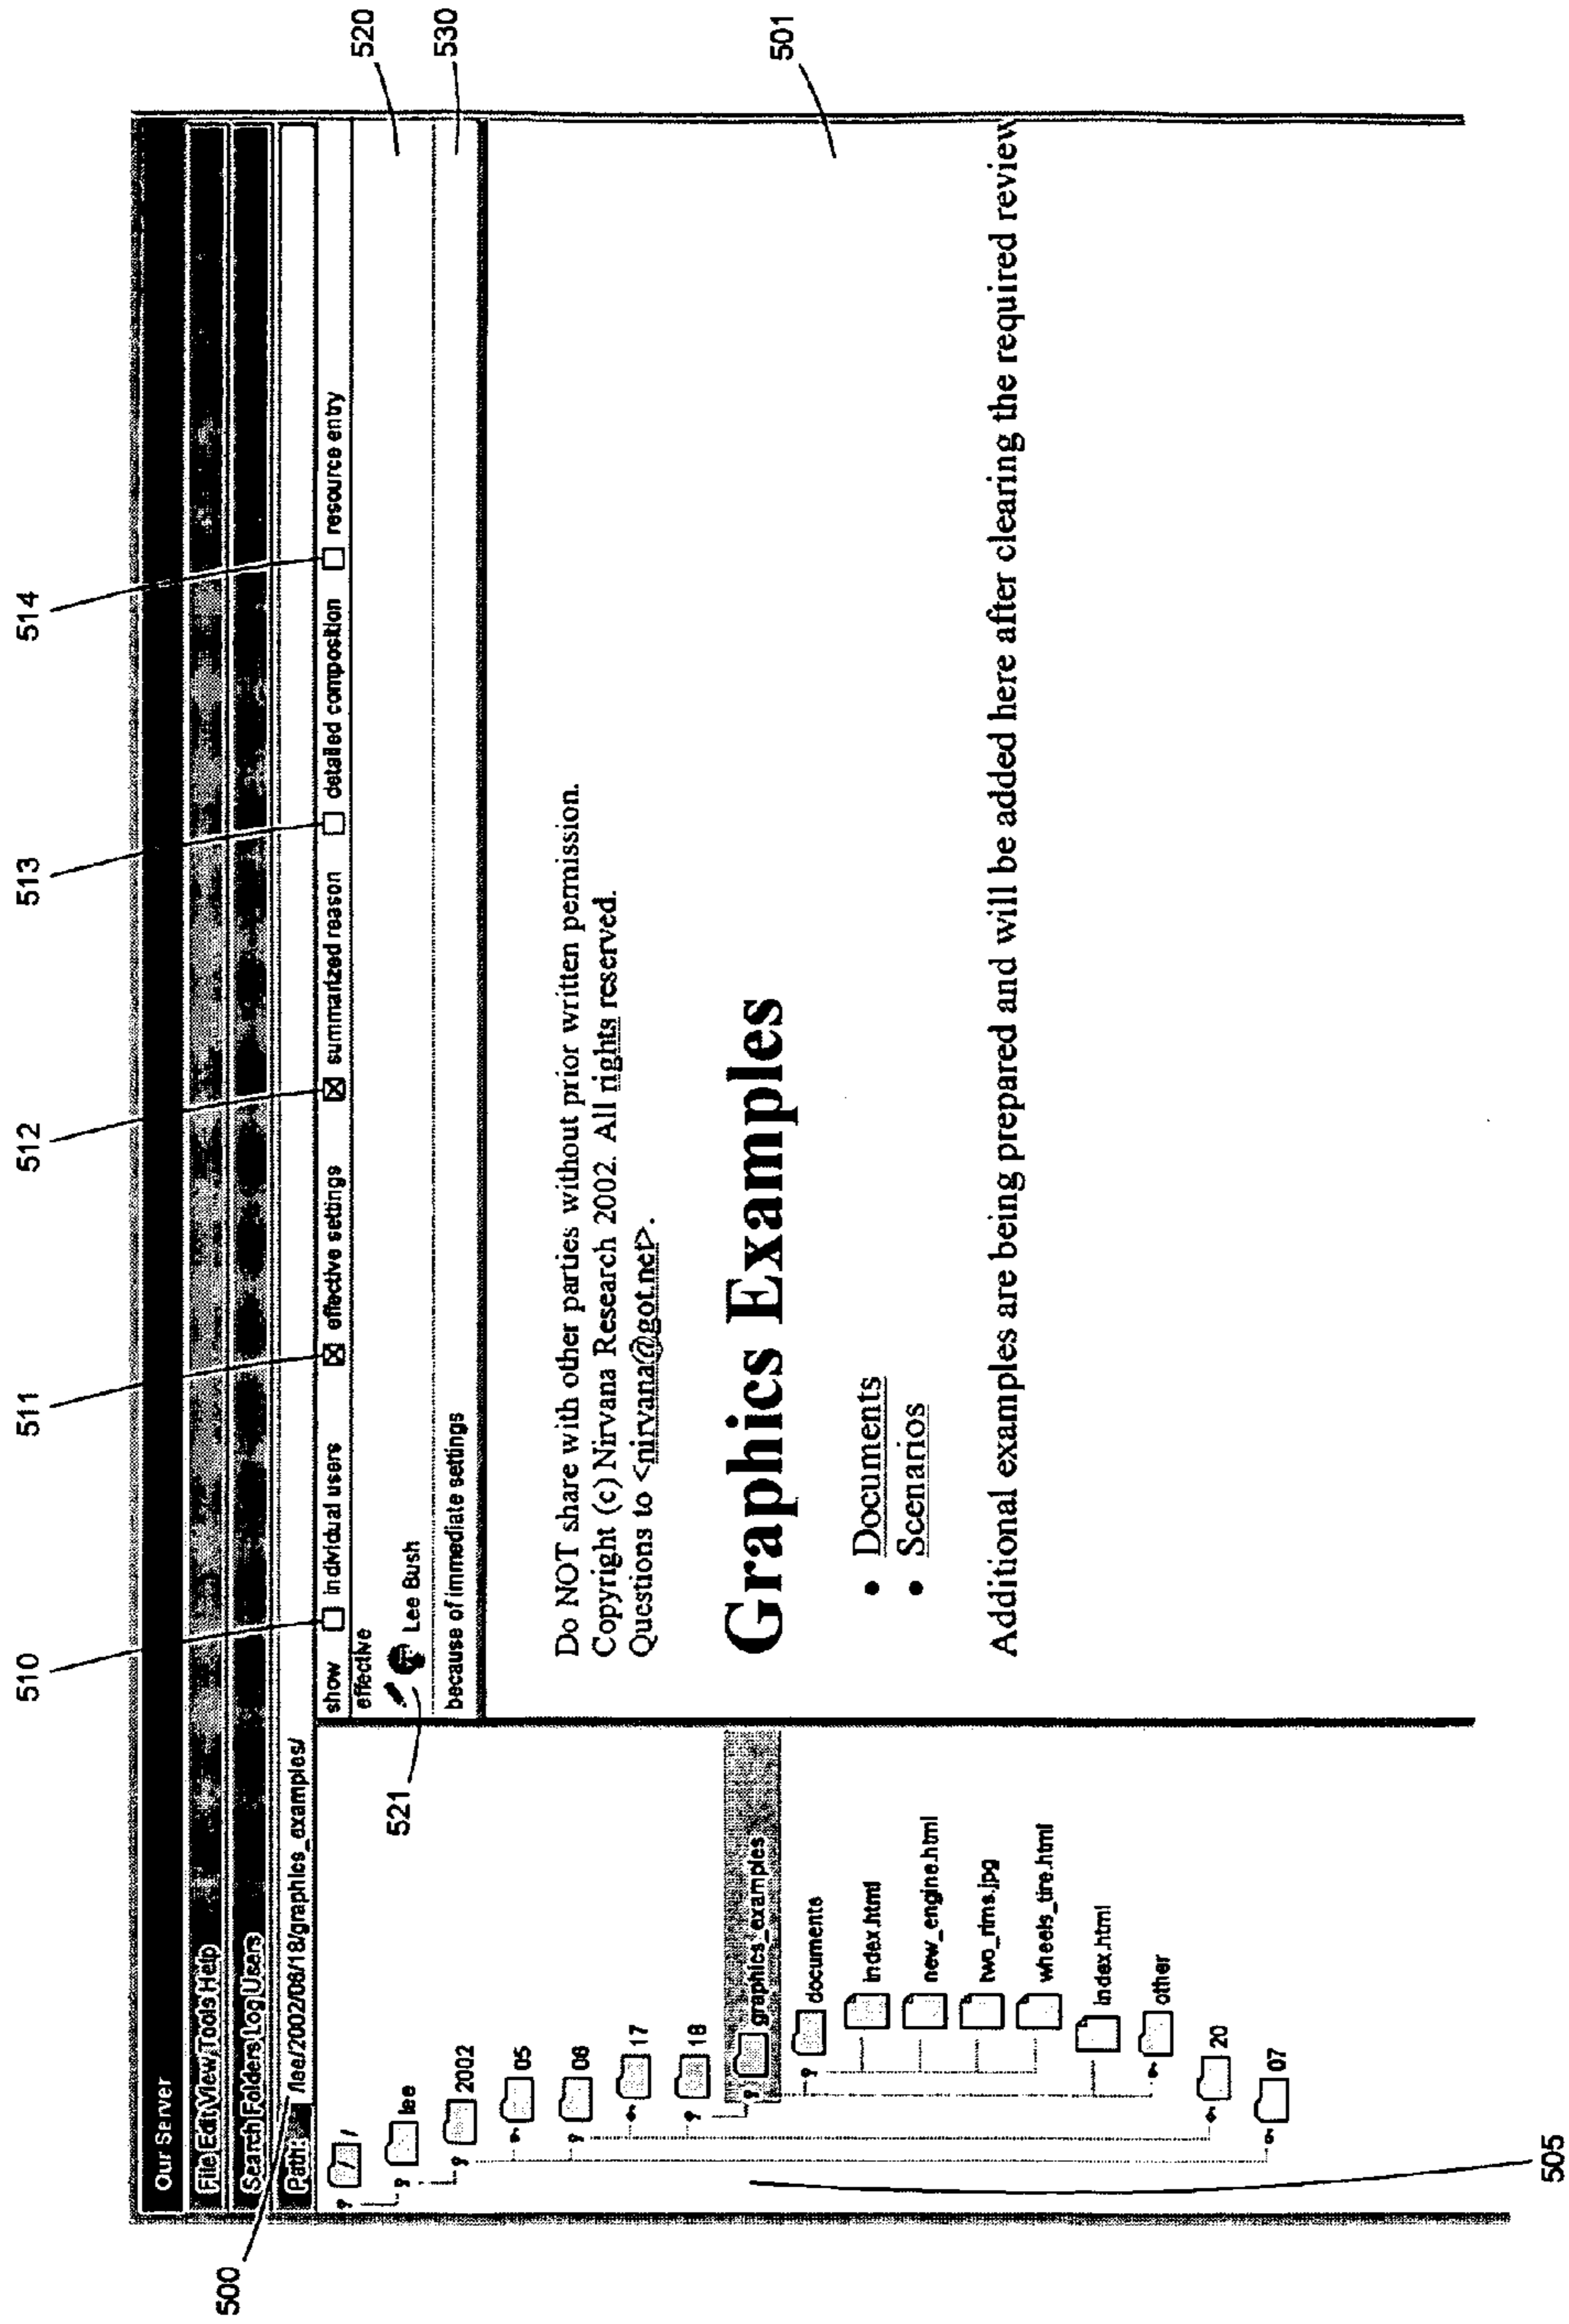 510
511
512
513
514
500
Our Server
File Edit View Tools Help
Search Folders Log Users
Path: /lee/2002/06/18/graphics_examples/
/
lee
2002
05
06
17
18
graphics_examples
documents
index.html
new_engine.html
two_rims.jpg
wheels_tire.html
index.html
other
20
07
505
show individual users effective settings summarized reason detailed composition resource entry
effective
521
Lee Bush
520
because of immediate settings
530
Do NOT share with other parties without prior written permission.
Copyright (c) Nirvana Research 2002. All rights reserved.
Questions to <nirvana@got.net>.
Graphics Examples
501
• Documents
• Scenarios
Additional examples are being prepared and will be added here after clearing the required review